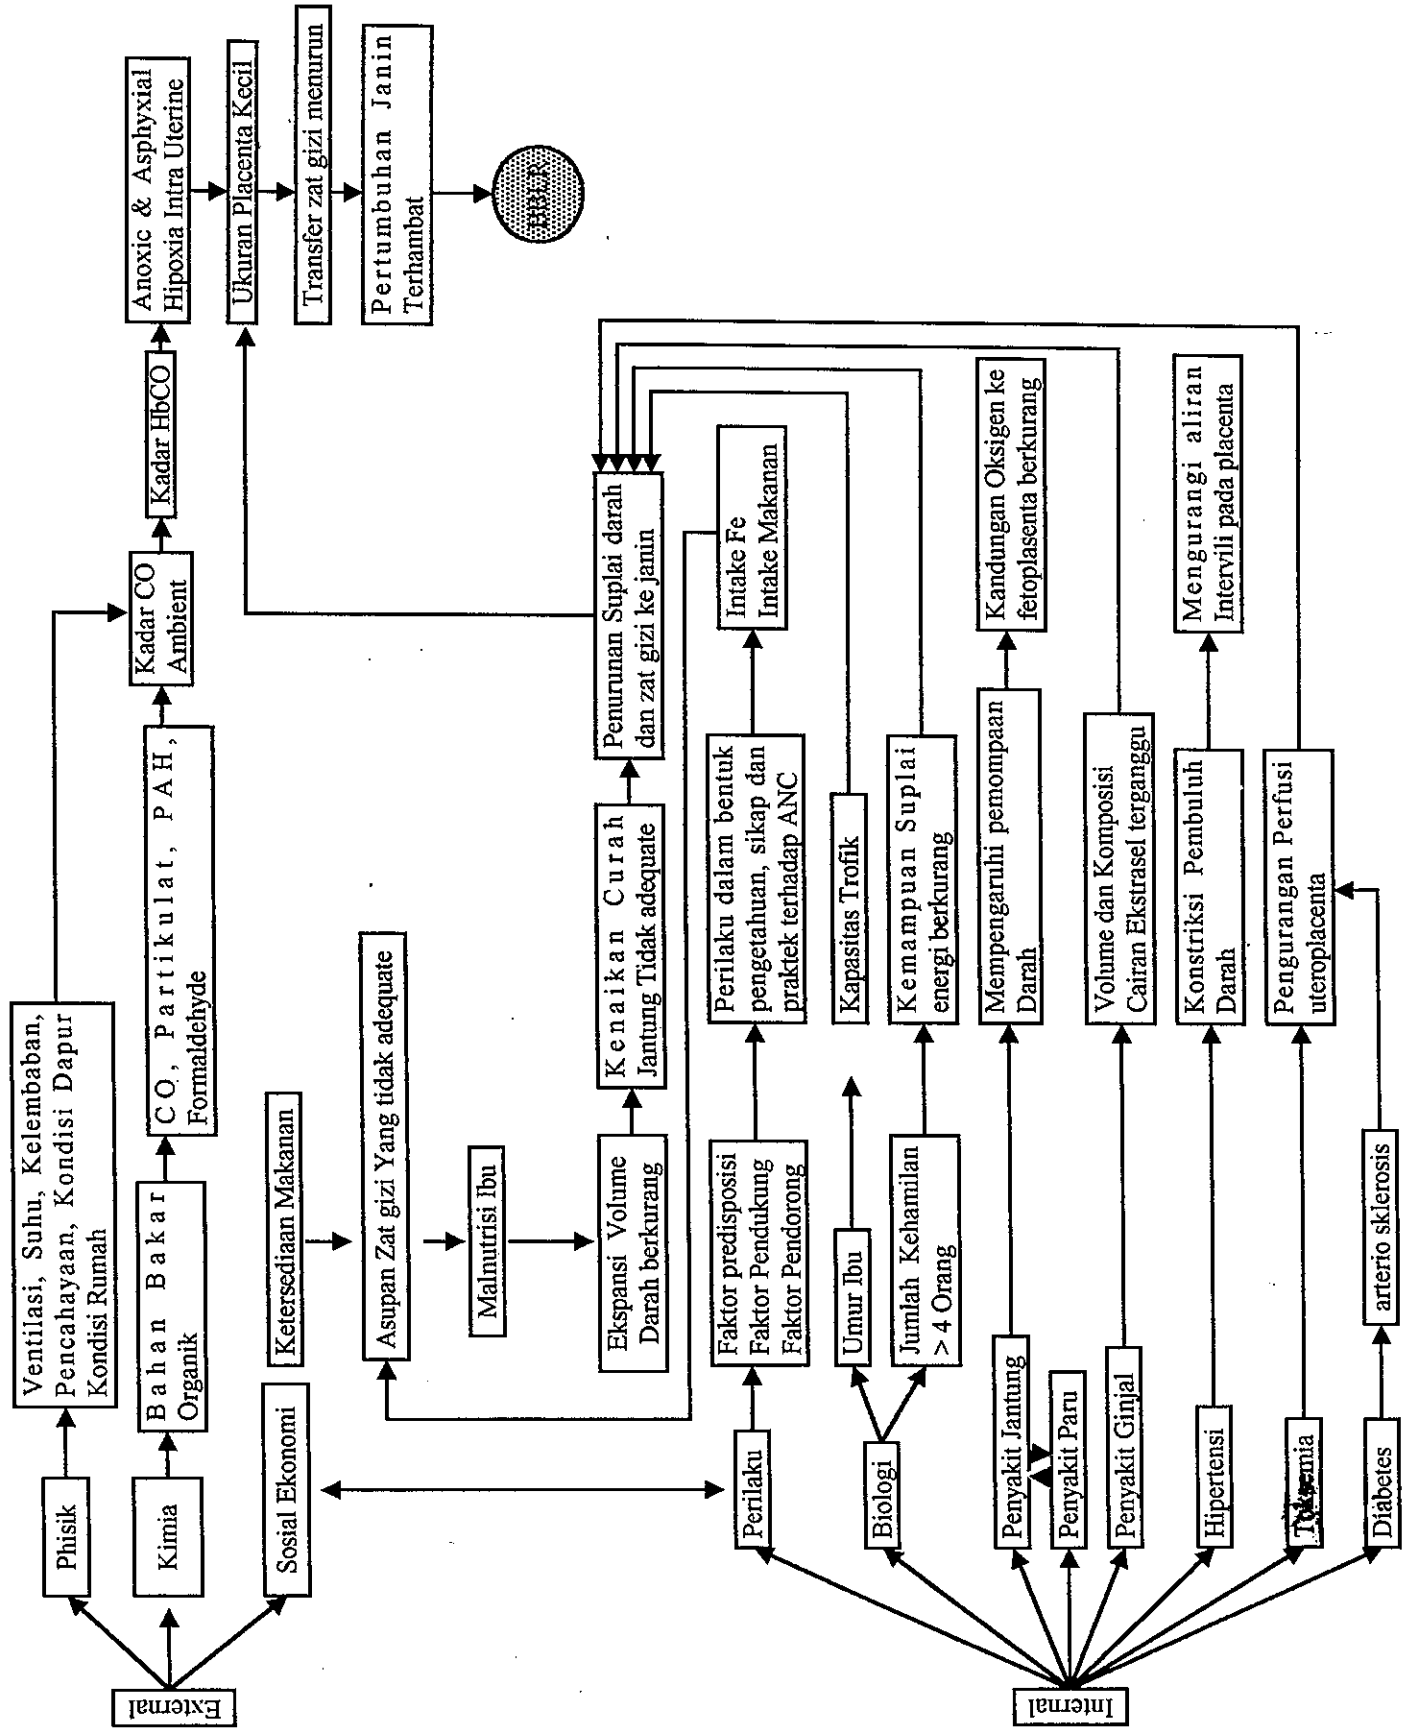 External
Phisik
Ventilasi, Suhu, Kelembaban,
Pencahayaan, Kondisi Dapur
Kondisi Rumah
Kimia
Bahan Bakar
Organik
CO, Partikulat, PAH,
Formaldehyde
Kadar CO
Ambient
Kadar HbCO
Anoxic & Asphyxial
Hipoxia Intra Uterine
Ukuran Placenta Kecil
Transfer zat gizi menurun
Pertumbuhan Janin
Terhambat
BBLR
Sosial Ekonomi
Ketersediaan Makanan
Asupan Zat gizi Yang tidak adequate
Malnutrisi Ibu
Ekspansi Volume
Darah berkurang
Kenaikan Curah
Jantung Tidak adequate
Penurunan Suplai darah
dan zat gizi ke janin
Internal
Perilaku
Faktor predisposisi
Faktor Pendukung
Faktor Pendorong
Perilaku dalam bentuk
pengetahuan, sikap dan
praktek terhadap ANC
Intake Fe
Intake Makanan
Biologi
Umur Ibu
Kapasitas Trofik
Jumlah Kehamilan
> 4 Orang
Kemampuan Suplai
energi berkurang
Penyakit Jantung
Mempengaruhi pemompaan
Darah
Kandungan Oksigen ke
fetoplasenta berkurang
Penyakit Paru
Penyakit Ginjal
Volume dan Komposisi
Cairan Ekstrasel terganggu
Hipertensi
Konstriksi Pembuluh
Darah
Mengurangi aliran
Intervili pada placenta
Toksemia
Pengurangan Perfusi
uteroplacenta
Diabetes
arterio sklerosis